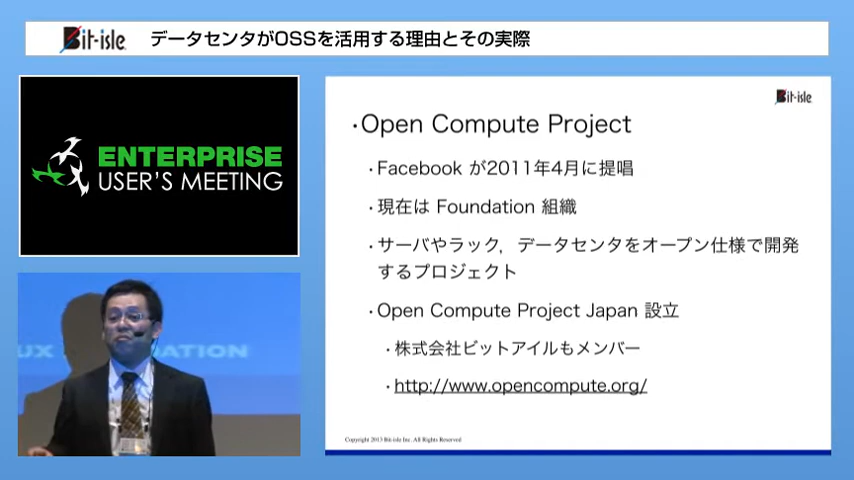 Bit-isle データセンタがOSSを活用する理由とその実際
ENTERPRISE
USER'S MEETING
UX
DATION
Bit-isle
・Open Compute Project
・Facebook が2011年4月に提唱
・現在は Foundation 組織
・サーバやラック，データセンタをオープン仕様で開発
するプロジェクト
・Open Compute Project Japan 設立
・株式会社ビットアイルもメンバー
・http://www.opencompute.org/
Copyright 2013 Bit-isle Inc. All Rights Reserved